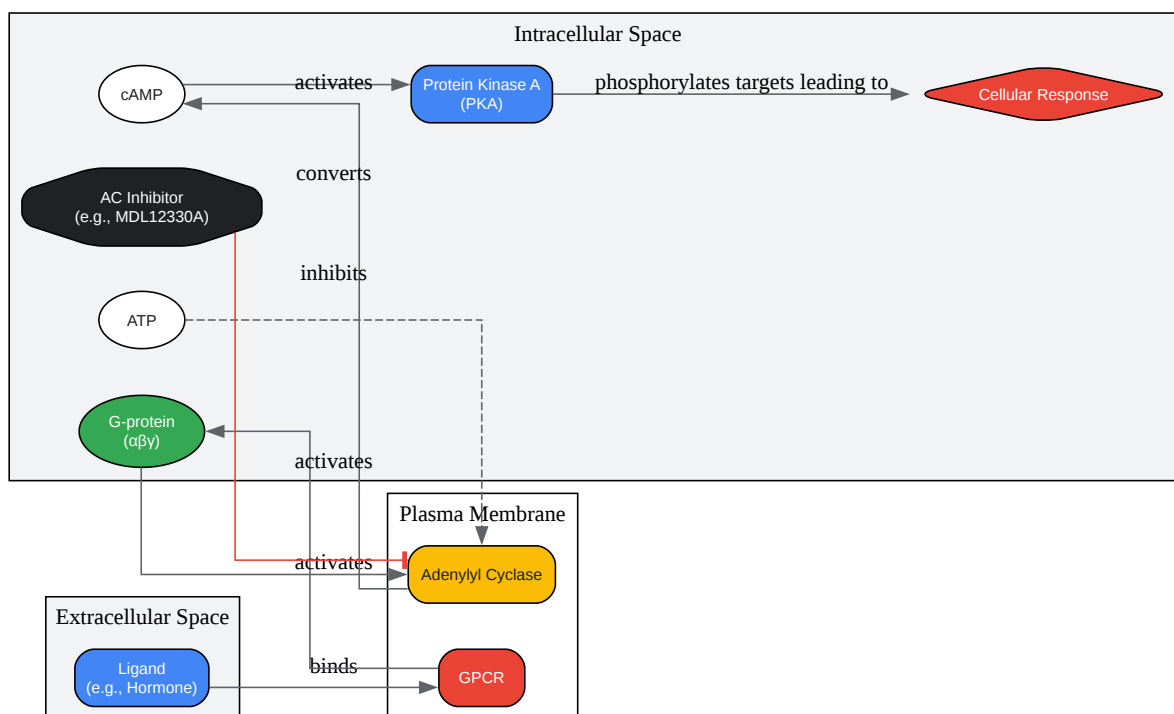 Intracellular Space
cAMP
activates
Protein Kinase A
(PKA)
phosphorylates targets leading to
Cellular Response
converts
AC Inhibitor
(e.g., MDL12330A)
inhibits
ATP
G-protein
(αβγ)
activates
Plasma Membrane
activates
Adenylyl Cyclase
Extracellular Space
Ligand
(e.g., Hormone)
binds
GPCR